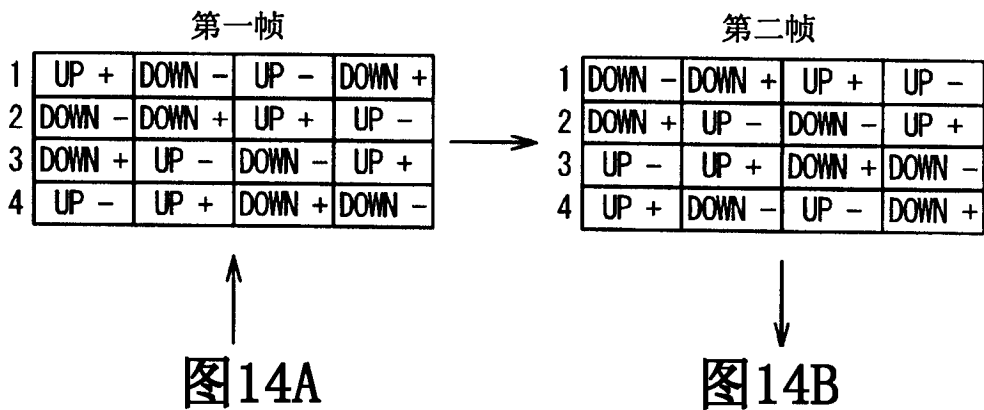 第一帧
1 UP + DOWN - UP - DOWN +
2 DOWN - DOWN + UP + UP -
3 DOWN + UP - DOWN - UP +
4 UP - UP + DOWN + DOWN -
图14A
第二帧
1 DOWN - DOWN + UP + UP -
2 DOWN + UP - DOWN - UP +
3 UP - UP + DOWN + DOWN -
4 UP + DOWN - UP - DOWN +
图14B